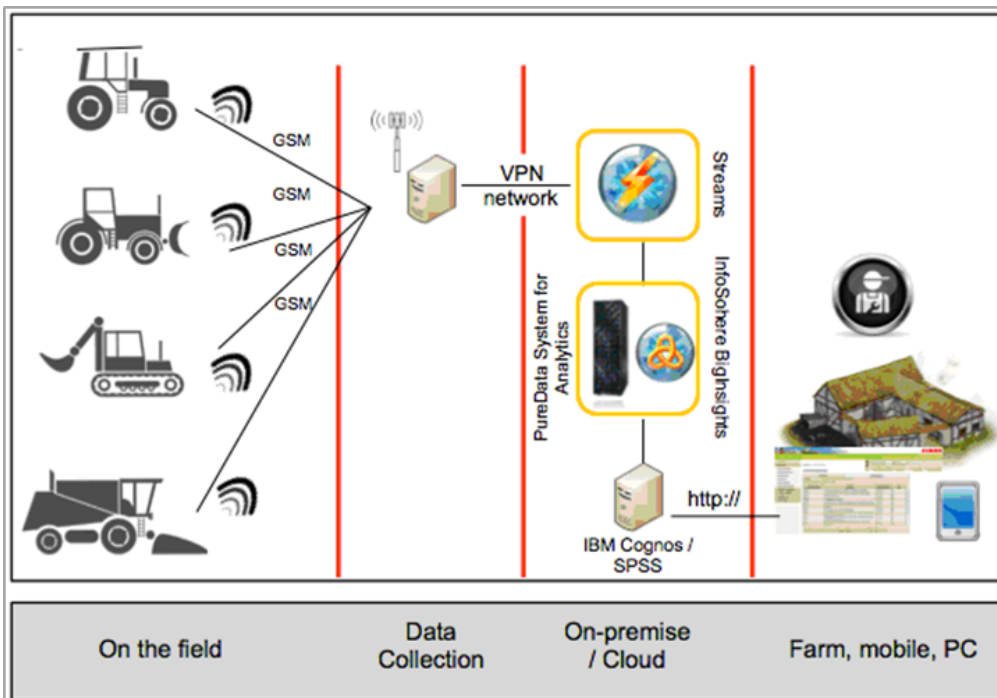 GSM
GSM
GSM
GSM
VPN
network
Streams
PureData System for
Analytics
InfoSohere BigInsights
http://
IBM Cognos /
SPSS
On the field
Data
Collection
On-premise
/ Cloud
Farm, mobile, PC